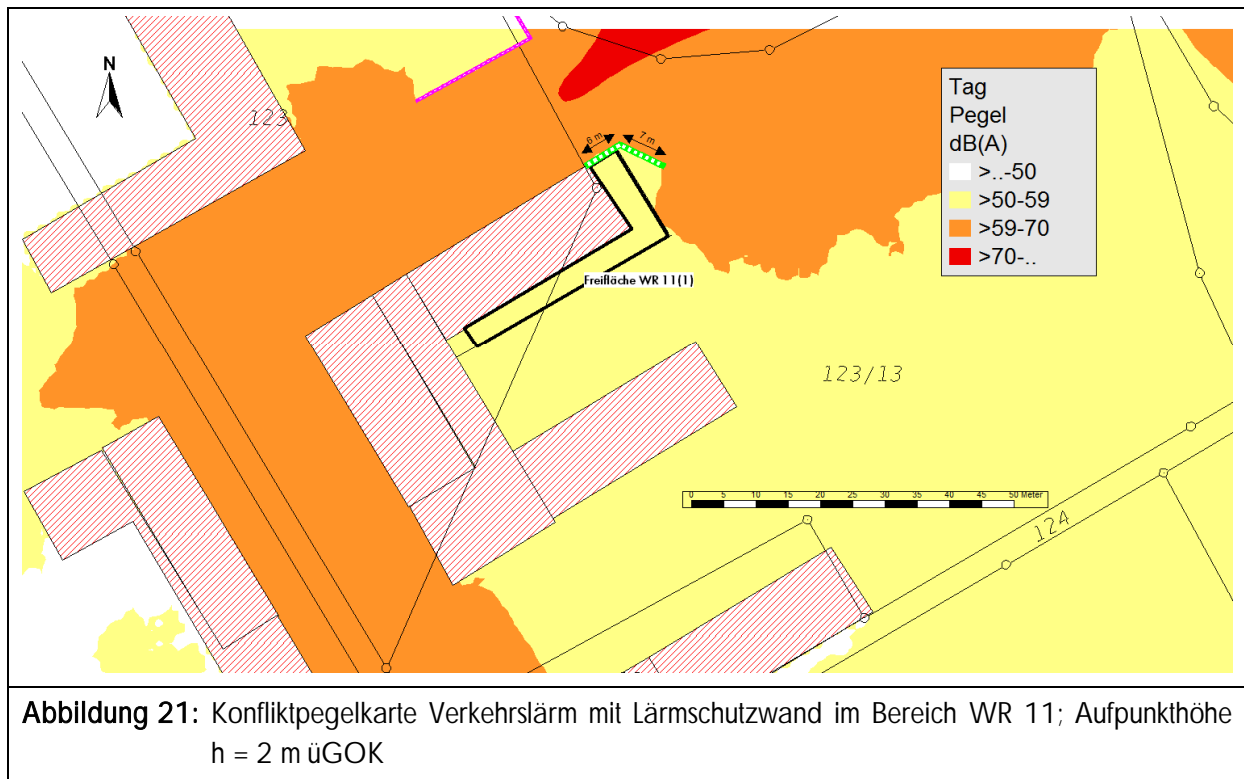 N
123
6 m
7 m
Tag
Pegel
dB(A)
>..-50
>50-59
>59-70
>70-..
Freifläche WR 11(1)
123/13
0 5 10 15 20 25 30 35 40 45 50 Meter
124
Abbildung 21: Konfliktpegelkarte Verkehrslärm mit Lärmschutzwand im Bereich WR 11; Aufpunkthöhe
h = 2 m üGOK